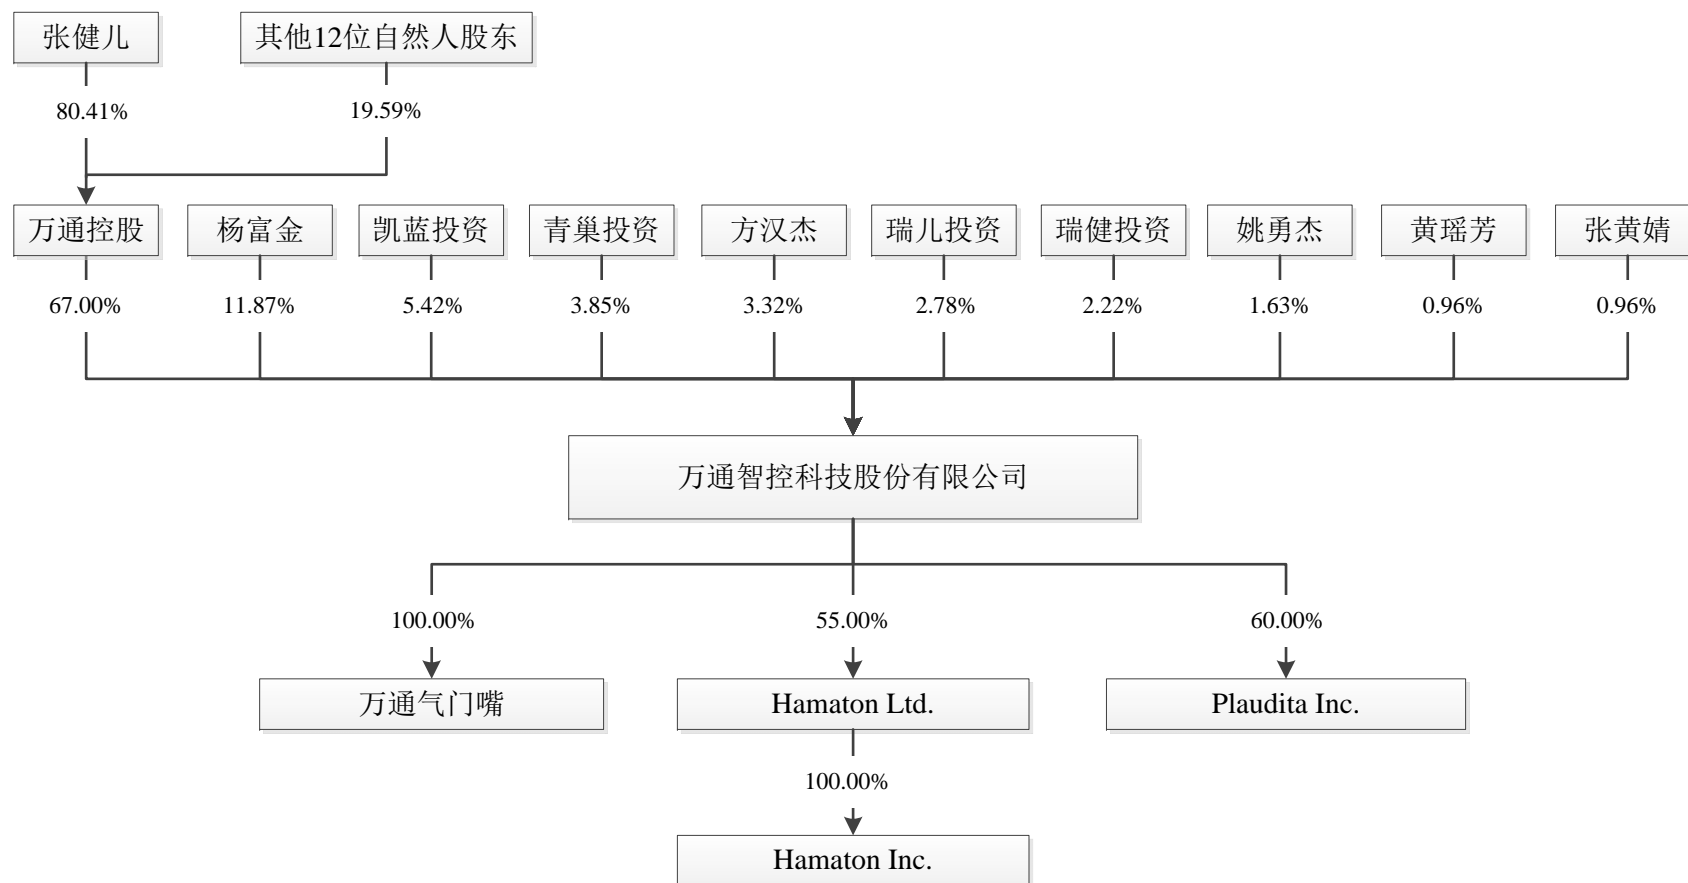 张健儿
其他12位自然人股东
80.41%
19.59%
万通控股
杨富金
凯蓝投资
青巢投资
方汉杰
瑞儿投资
瑞健投资
姚勇杰
黄瑶芳
张黄婧
67.00%
11.87%
5.42%
3.85%
3.32%
2.78%
2.22%
1.63%
0.96%
0.96%
万通智控科技股份有限公司
100.00%
55.00%
60.00%
万通气门嘴
Hamaton Ltd.
Plaudita Inc.
100.00%
Hamaton Inc.